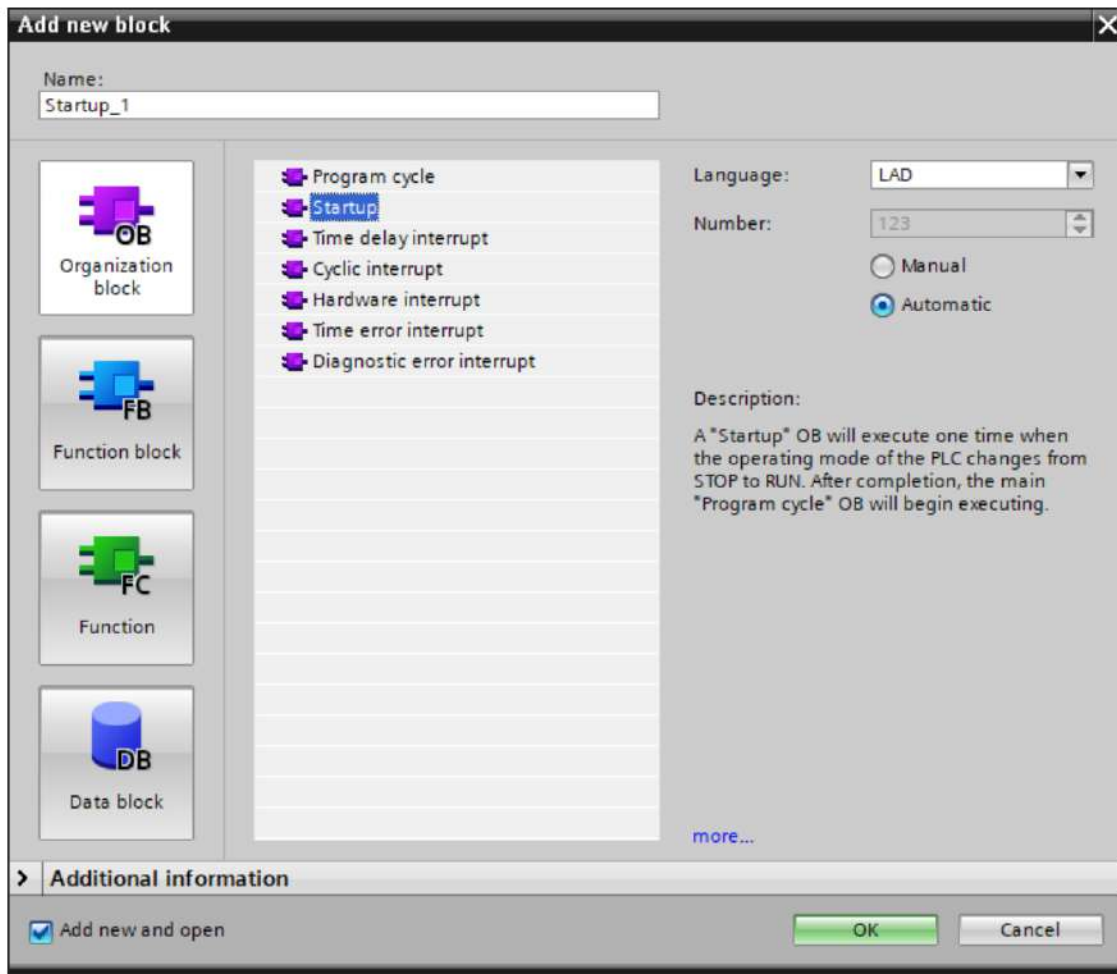 Add new block
Name:
Startup_1
OB
Organization
block
FB
Function block
FC
Function
DB
Data block
Program cycle
Startup
Time delay interrupt
Cyclic interrupt
Hardware interrupt
Time error interrupt
Diagnostic error interrupt
Language:
LAD
Number:
123
Manual
Automatic
Description:
A "Startup" OB will execute one time when
the operating mode of the PLC changes from
STOP to RUN. After completion, the main
"Program cycle" OB will begin executing.
more...
Additional information
Add new and open
OK
Cancel